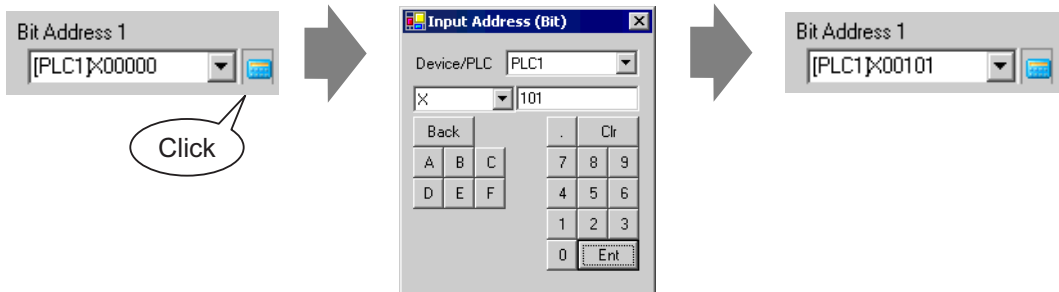 Bit Address 1
[PLC1]X00000
Click
Input Address (Bit)
Device/PLC PLC1
X 101
Back . Clr
A B C 7 8 9
D E F 4 5 6
1 2 3
0 Ent
Bit Address 1
[PLC1]X00101